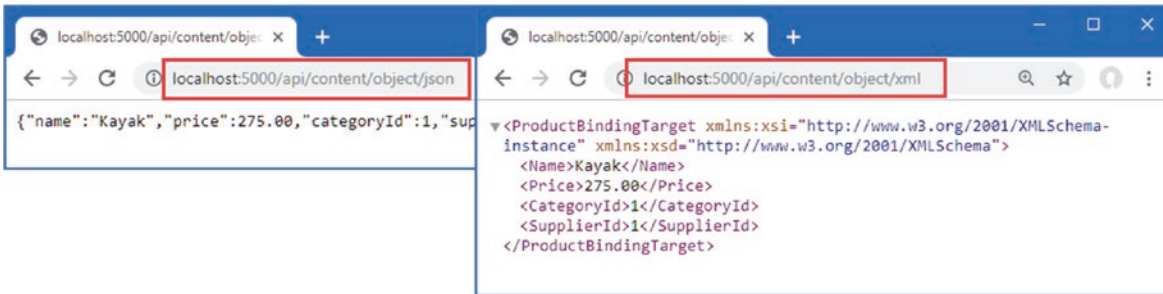 localhost:5000/api/content/objec
localhost:5000/api/content/object/json
{"name":"Kayak","price":275.00,"categoryId":1,"sup
localhost:5000/api/content/objec
localhost:5000/api/content/object/xml
<ProductBindingTarget xmlns:xsi="http://www.w3.org/2001/XMLSchema-
instance" xmlns:xsd="http://www.w3.org/2001/XMLSchema">
<Name>Kayak</Name>
<Price>275.00</Price>
<CategoryId>1</CategoryId>
<SupplierId>1</SupplierId>
</ProductBindingTarget>